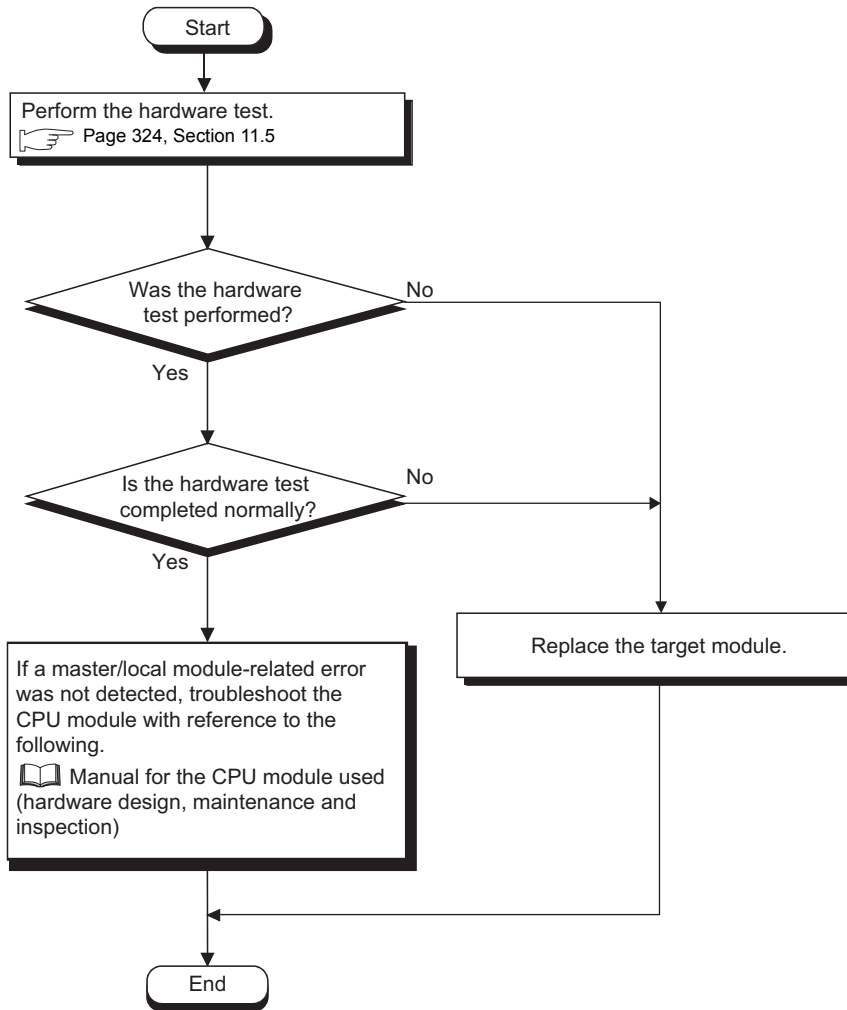 Start
Perform the hardware test.
Page 324, Section 11.5
Was the hardware
test performed?
No
Yes
Is the hardware test
completed normally?
No
Yes
If a master/local module-related error
was not detected, troubleshoot the
CPU module with reference to the
following.
Manual for the CPU module used
(hardware design, maintenance and
inspection)
Replace the target module.
End